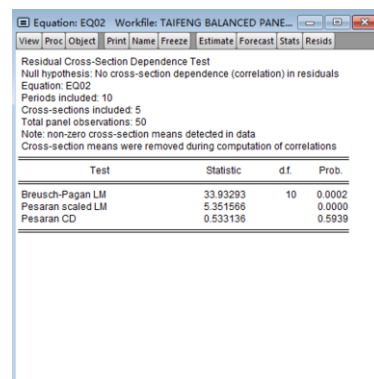 Equation: EQ02 Workfile: TAIFENG BALANCED PANE...
View Proc Object Print Name Freeze Estimate Forecast Stats Resids
Residual Cross-Section Dependence Test
Null hypothesis: No cross-section dependence (correlation) in residuals
Equation: EQ02
Periods included: 10
Cross-sections included: 5
Total panel observations: 50
Note: non-zero cross-section means detected in data
Cross-section means were removed during computation of correlations
Test Statistic d.f. Prob.
Breusch-Pagan LM 33.93293 10 0.0002
Pesaran scaled LM 5.351566 0.0000
Pesaran CD 0.533136 0.5939